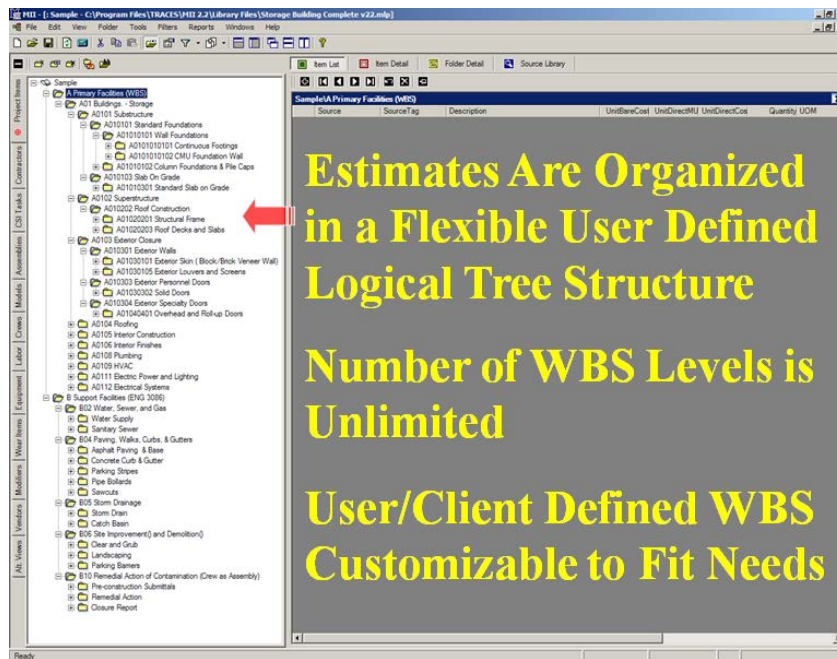 MII - [: Sample - C:\Program Files\TRACES\MII 2.2\Library Files\Storage Building Complete v22.mlp]
File Edit View Folder Tools Filters Reports Windows Help
Item List Item Detail Folder Detail Source Library
Project Items
Contractors
CSI Tasks
Assemblies
Models
Crews
Labor
Equipment
Wear Items
Modifiers
Vendors
Alt. Views
Sample
A Primary Facilities (WBS)
A01 Buildings. - Storage
A0101 Substructure
A010101 Standard Foundations
A01010101 Wall Foundations
A0101010101 Continuous Footings
A0101010102 CMU Foundation Wall
A01010102 Column Foundations & Pile Caps
A010103 Slab On Grade
A01010301 Standard Slab on Grade
A0102 Superstructure
A010202 Roof Construction
A01020201 Structural Frame
A01020203 Roof Decks and Slabs
A0103 Exterior Closure
A010301 Exterior Walls
A01030101 Exterior Skin ( Block/Brick Veneer Wall)
A01030105 Exterior Louvers and Screens
A010303 Exterior Personnel Doors
A01030302 Solid Doors
A010304 Exterior Specialty Doors
A01040401 Overhead and Roll-up Doors
A0104 Roofing
A0105 Interior Construction
A0106 Interior Finishes
A0108 Plumbing
A0109 HVAC
A0111 Electric Power and Lighting
A0112 Electrical Systems
B Support Facilities (ENG 3086)
B02 Water, Sewer, and Gas
Water Supply
Sanitary Sewer
B04 Paving, Walks, Curbs, & Gutters
Asphalt Paving & Base
Concrete Curb & Gutter
Parking Stripes
Pipe Bollards
Sawcuts
B05 Storm Drainage
Storm Drain
Catch Basin
B06 Site Improvement() and Demolition()
Clear and Grub
Landscaping
Parking Barriers
B10 Remedial Action of Contamination (Crew as Assembly)
Pre-construction Submittals
Remedial Action
Closure Report
Sample\A Primary Facilities (WBS)
Source SourceTag Description UnitBareCost UnitDirectMU UnitDirectCos Quantity UOM
Estimates Are Organized
in a Flexible User Defined
Logical Tree Structure
Number of WBS Levels is
Unlimited
User/Client Defined WBS
Customizable to Fit Needs
Ready